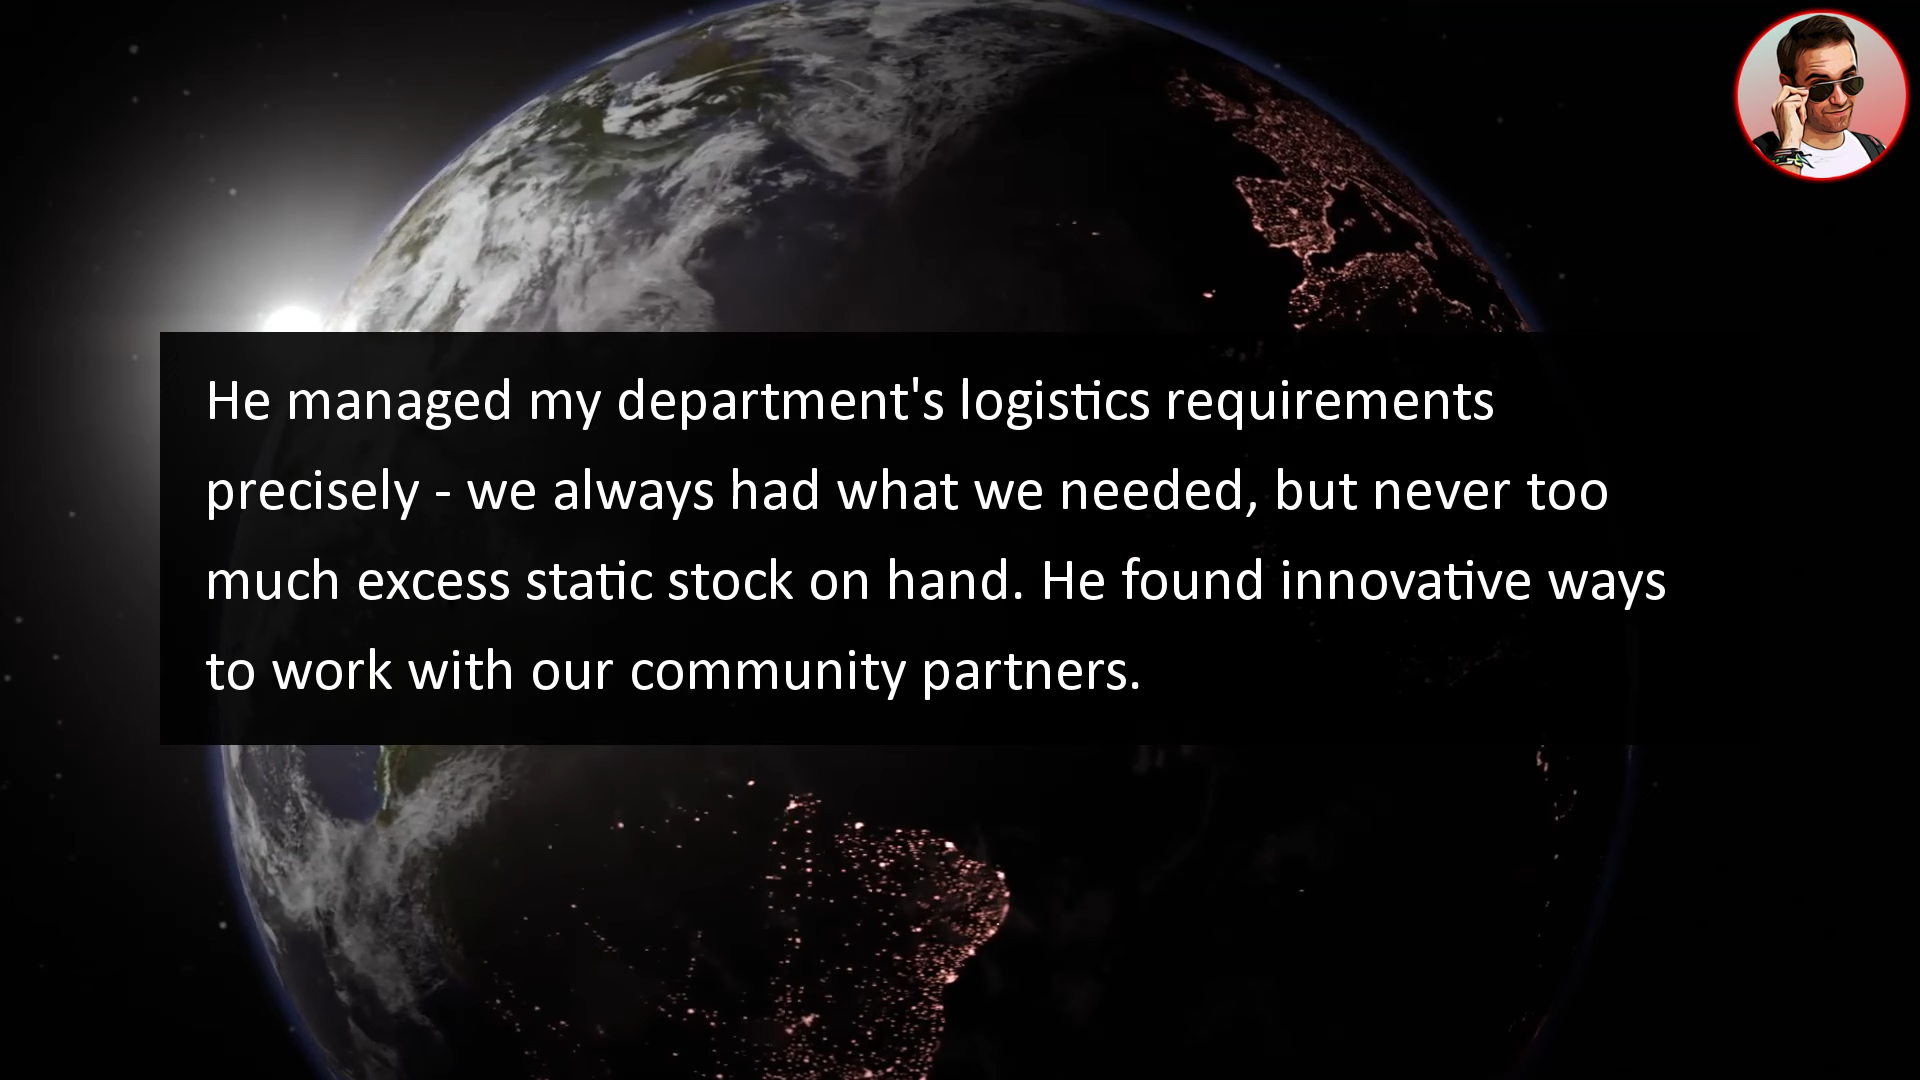 He managed my department's logistics requirements
precisely - we always had what we needed, but never too
much excess static stock on hand. He found innovative ways
to work with our community partners.